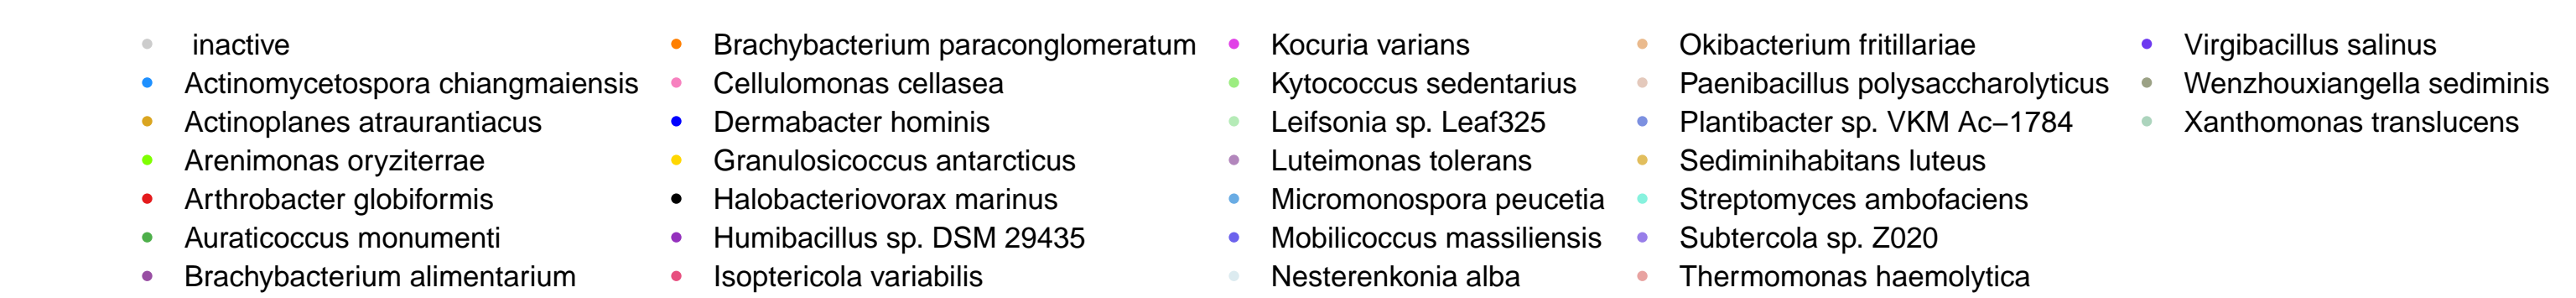 inactive
Actinomycetospora chiangmaiensis
Actinoplanes atraurantiacus
Arenimonas oryziterrae
Arthrobacter globiformis
Auraticoccus monumenti
Brachybacterium alimentarium
Brachybacterium paraconglomeratum
Cellulomonas cellasea
Dermabacter hominis
Granulosicoccus antarcticus
Halobacteriovorax marinus
Humibacillus sp. DSM 29435
Isoptericola variabilis
Kocuria varians
Kytococcus sedentarius
Leifsonia sp. Leaf325
Luteimonas tolerans
Micromonospora peucetia
Mobilicoccus massiliensis
Nesterenkonia alba
Okibacterium fritillariae
Paenibacillus polysaccharolyticus
Plantibacter sp. VKM Ac−1784
Sediminihabitans luteus
Streptomyces ambofaciens
Subtercola sp. Z020
Thermomonas haemolytica
Virgibacillus salinus
Wenzhouxiangella sediminis
Xanthomonas translucens